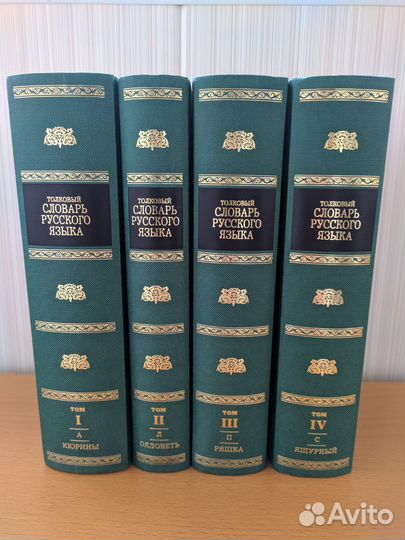 ТОЛКОВЫЙ
СЛОВАРЬ
РУССКОГО
ЯЗЫКА
ТОМ
I
А
КЮРИНЫ
ТОЛКОВЫЙ
СЛОВАРЬ
РУССКОГО
ЯЗЫКА
ТОМ
II
Л
ОЯЛОВЕТЬ
ТОЛКОВЫЙ
СЛОВАРЬ
РУССКОГО
ЯЗЫКА
ТОМ
III
П
РЯШКА
ТОЛКОВЫЙ
СЛОВАРЬ
РУССКОГО
ЯЗЫКА
ТОМ
IV
С
ЯЩУРНЫЙ
Avito